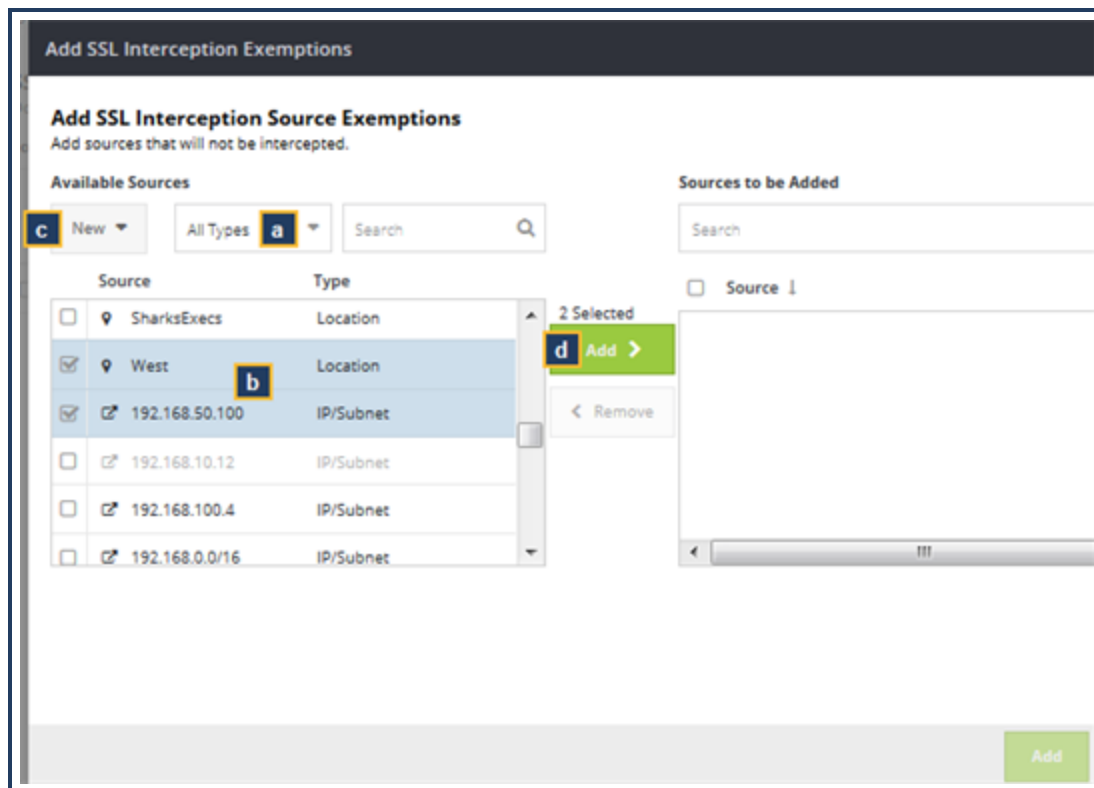 Add SSL Interception Exemptions
Add SSL Interception Source Exemptions
Add sources that will not be intercepted.
Available Sources
Sources to be Added
c New
All Types a
Search
Search
Source Type
Source ↓
SharksExecs Location
2 Selected
d Add
West Location
b
192.168.50.100 IP/Subnet
Remove
192.168.10.12 IP/Subnet
192.168.100.4 IP/Subnet
192.168.0.0/16 IP/Subnet
Add